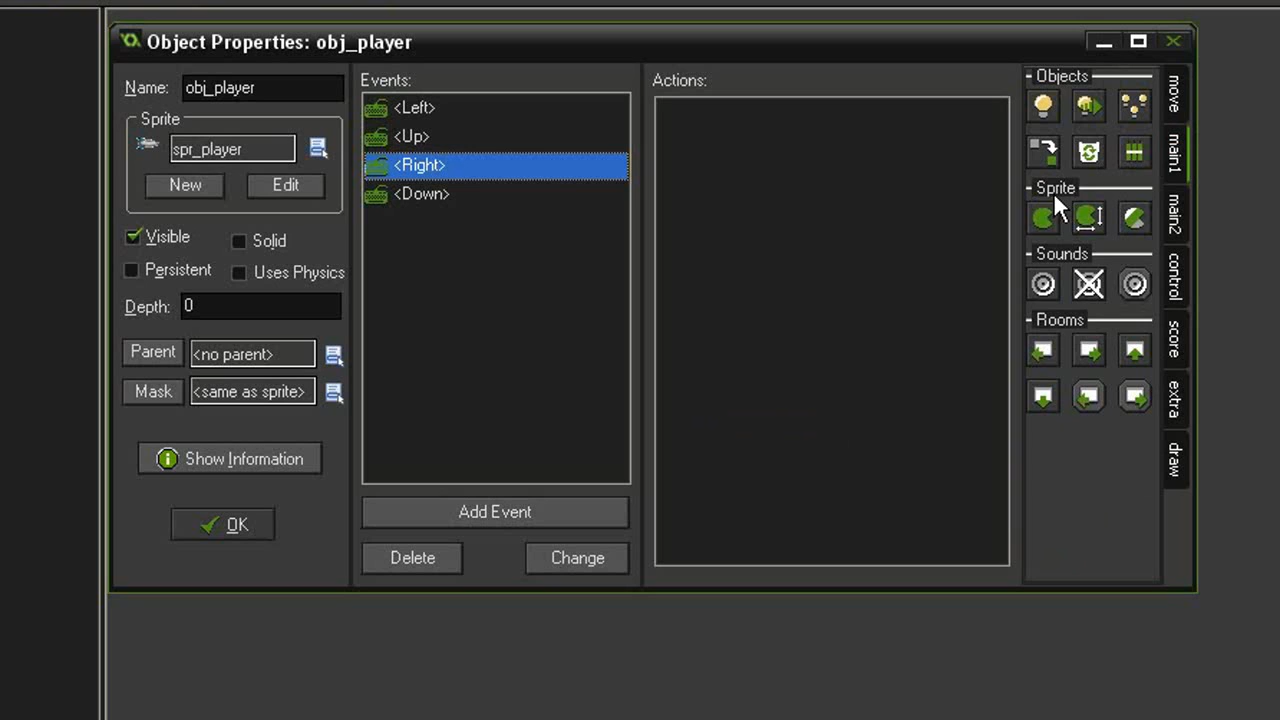 Object Properties: obj_player
Name: obj_player
Sprite
spr_player
New Edit
Visible Solid
Persistent Uses Physics
Depth: 0
Parent <no parent>
Mask <same as sprite>
Show Information
OK
Events:
<Left>
<Up>
<Right>
<Down>
Add Event
Delete Change
Actions:
Objects
Sprite
Sounds
Rooms
move
main1
main2
control
score
extra
draw